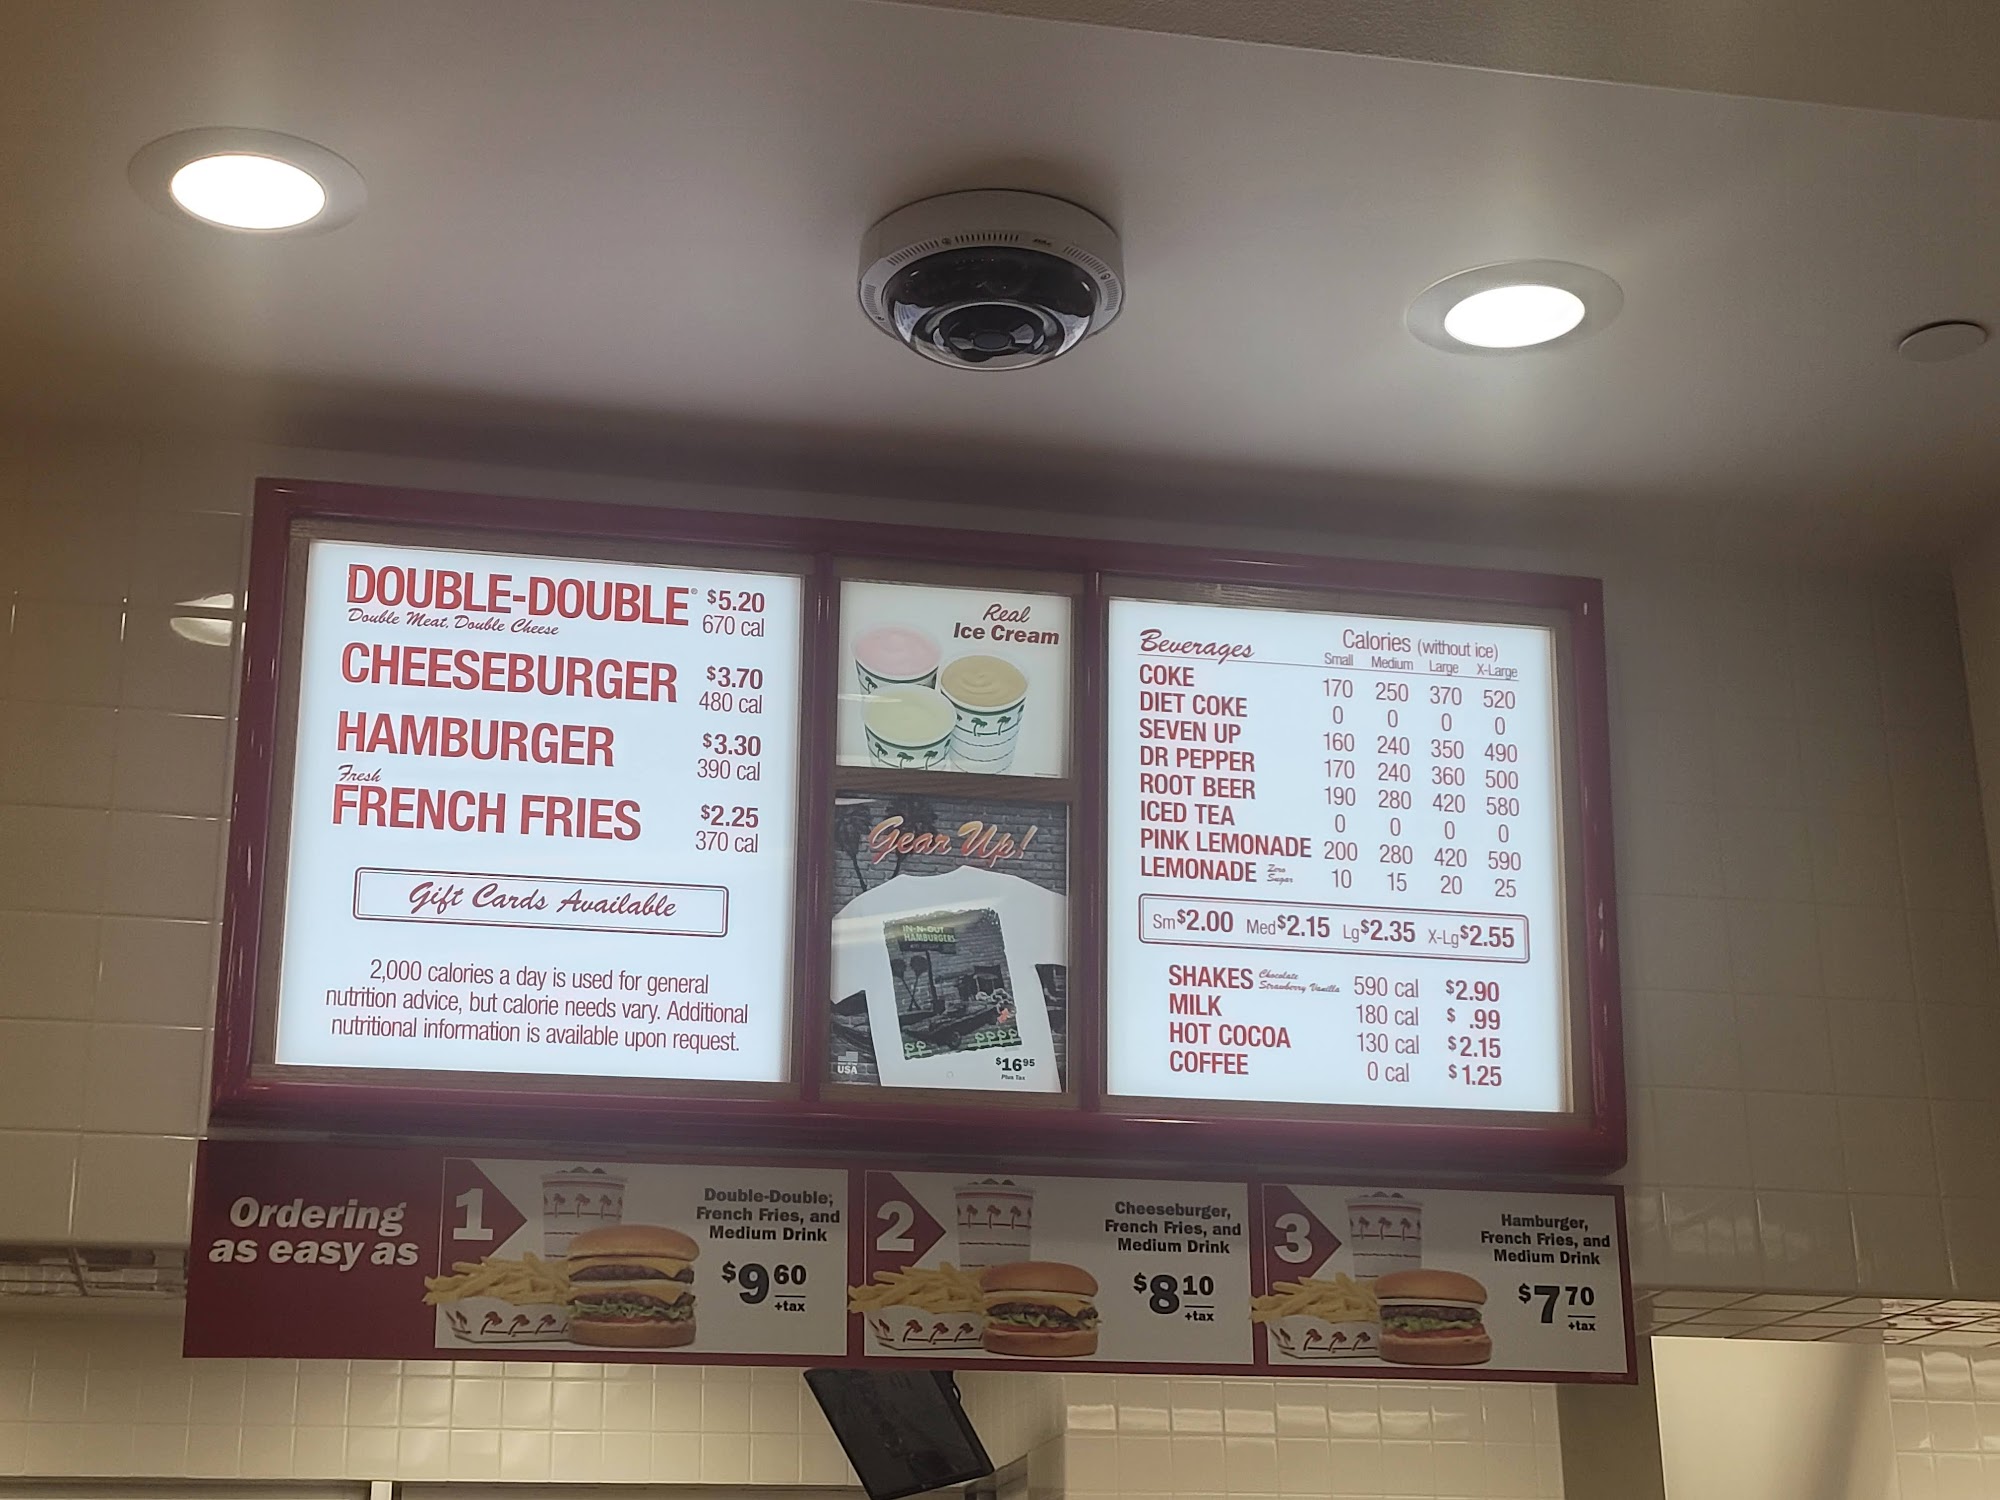 DOUBLE-DOUBLE® $5.20
Double Meat, Double Cheese 670 cal
CHEESEBURGER $3.70
480 cal
HAMBURGER $3.30
390 cal
Fresh
FRENCH FRIES $2.25
370 cal
Gift Cards Available
2,000 calories a day is used for general
nutrition advice, but calorie needs vary. Additional
nutritional information is available upon request.
Real
Ice Cream
Gear Up!
IN-N-OUT
HAMBURGERS
USA
$16.95
Plus Tax
Beverages Calories (without ice)
Small Medium Large X-Large
COKE 170 250 370 520
DIET COKE 0 0 0 0
SEVEN UP 160 240 350 490
DR PEPPER 170 240 360 500
ROOT BEER 190 280 420 580
ICED TEA 0 0 0 0
PINK LEMONADE 200 280 420 590
LEMONADE Zero Sugar 10 15 20 25
Sm $2.00 Med $2.15 Lg $2.35 X-Lg $2.55
SHAKES Chocolate Strawberry Vanilla 590 cal $2.90
MILK 180 cal $ .99
HOT COCOA 130 cal $2.15
COFFEE 0 cal $1.25
Ordering
as easy as
1
Double-Double,
French Fries, and
Medium Drink
$9.60
+tax
2
Cheeseburger,
French Fries, and
Medium Drink
$8.10
+tax
3
Hamburger,
French Fries, and
Medium Drink
$7.70
+tax